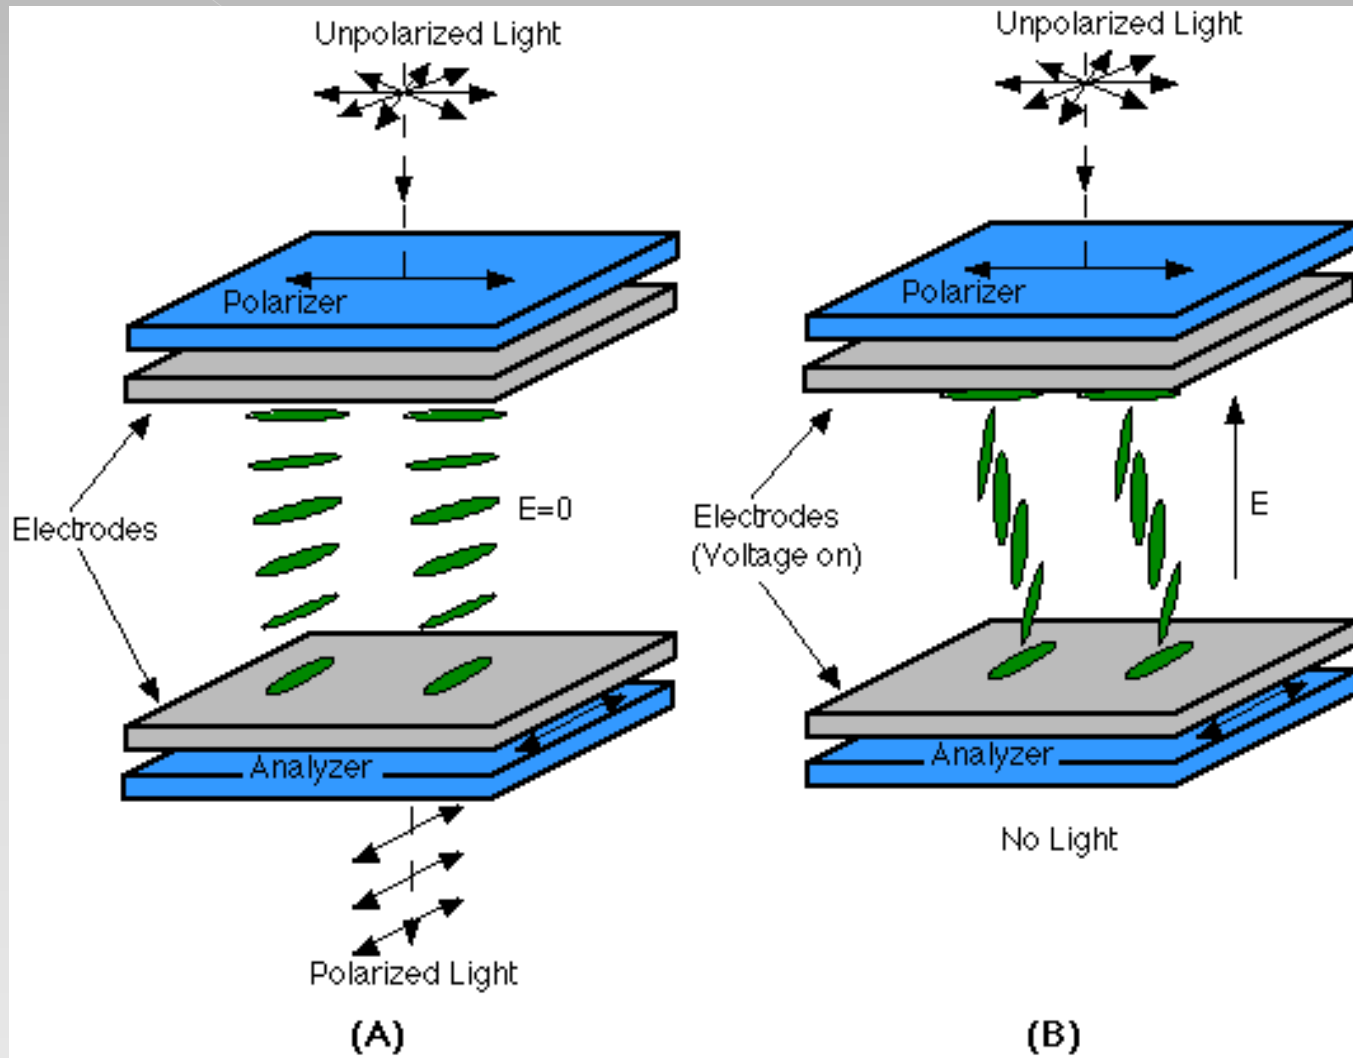 Unpolarized Light
Polarizer
E=0
Electrodes
Analyzer
Polarized Light
(A)
Unpolarized Light
Polarizer
Electrodes
(Voltage on)
E
Analyzer
No Light
(B)